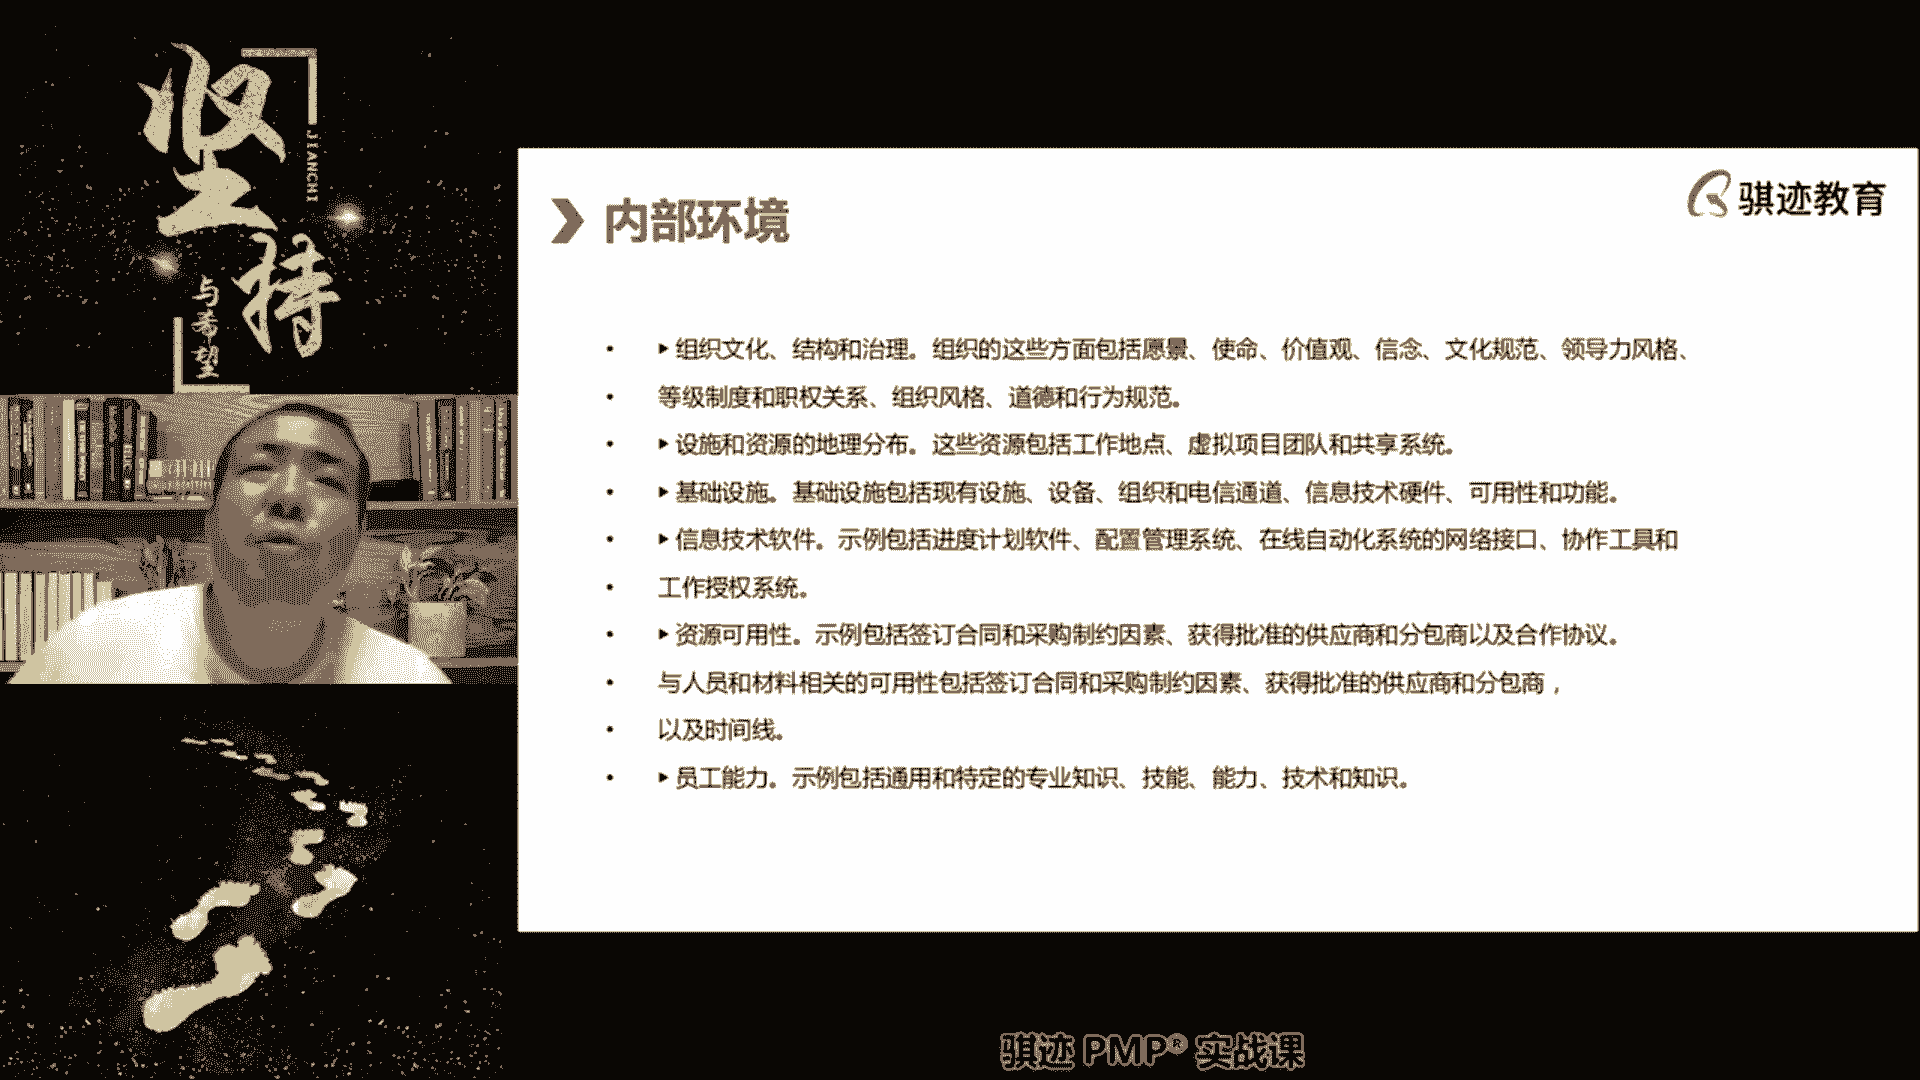 坚持
JIANCHI
与希望
骐迹教育
内部环境
• ▸组织文化、结构和治理。组织的这些方面包括愿景、使命、价值观、信念、文化规范、领导力风格、
• 等级制度和职权关系、组织风格、道德和行为规范。
• ▸设施和资源的地理分布。这些资源包括工作地点、虚拟项目团队和共享系统。
• ▸基础设施。基础设施包括现有设施、设备、组织和电信通道、信息技术硬件、可用性和功能。
• ▸信息技术软件。示例包括进度计划软件、配置管理系统、在线自动化系统的网络接口、协作工具和
• 工作授权系统。
• ▸资源可用性。示例包括签订合同和采购制约因素、获得批准的供应商和分包商以及合作协议。
• 与人员和材料相关的可用性包括签订合同和采购制约因素、获得批准的供应商和分包商，
• 以及时间线。
• ▸员工能力。示例包括通用和特定的专业知识、技能、能力、技术和知识。
骐迹 PMP® 实战课